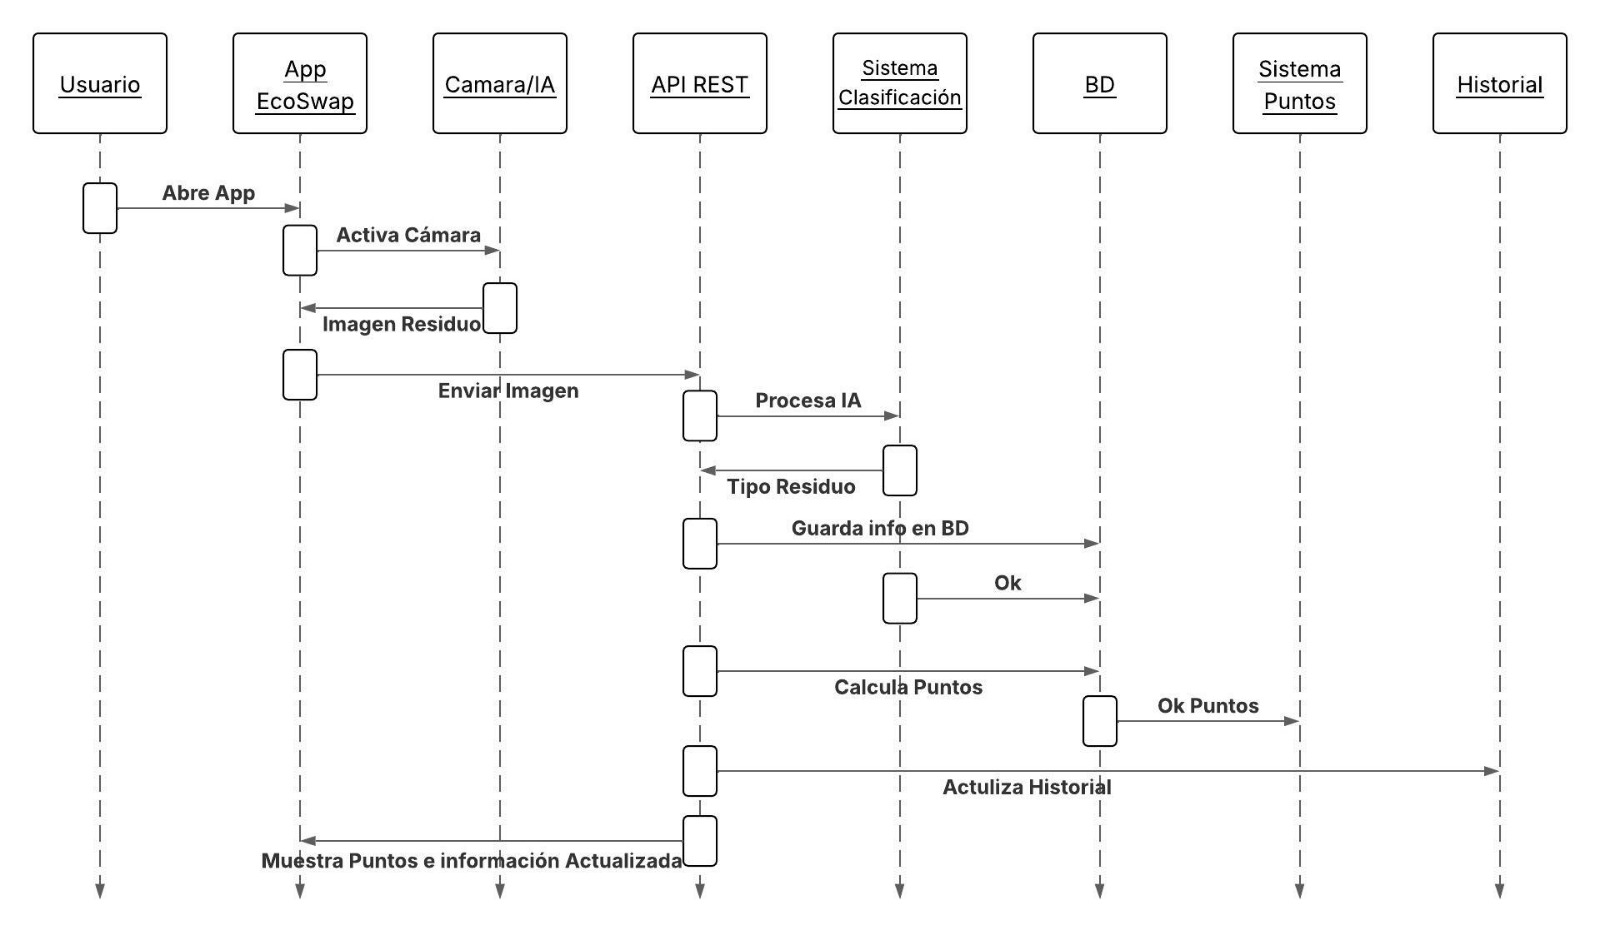 Usuario
App
EcoSwap
Camara/IA
API REST
Sistema
Clasificación
BD
Sistema
Puntos
Historial
Abre App
Activa Cámara
Imagen Residuo
Enviar Imagen
Procesa IA
Tipo Residuo
Guarda info en BD
Ok
Calcula Puntos
Ok Puntos
Actuliza Historial
Muestra Puntos e información Actualizada